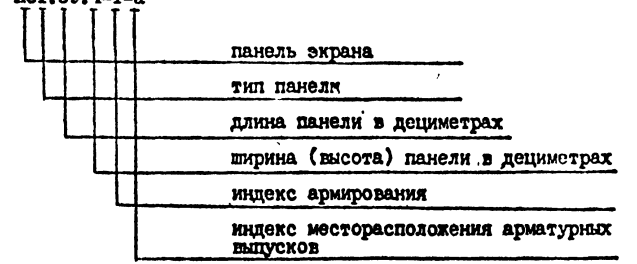 панель экрана
тип панели
длина панели в дециметрах
ширина (высота) панели в дециметрах
индекс армирования
индекс месторасположения арматурных
выпусков